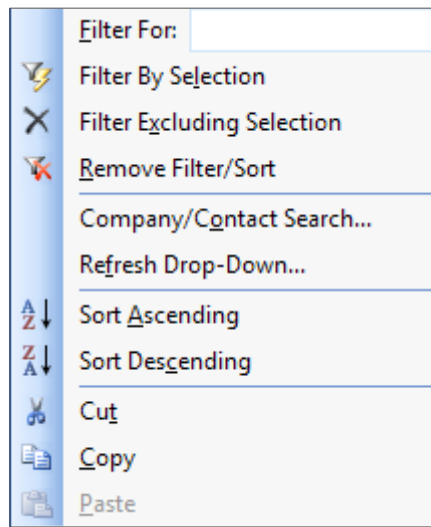 Filter For:
Filter By Selection
Filter Excluding Selection
Remove Filter/Sort
Company/Contact Search...
Refresh Drop-Down...
Sort Ascending
Sort Descending
Cut
Copy
Paste